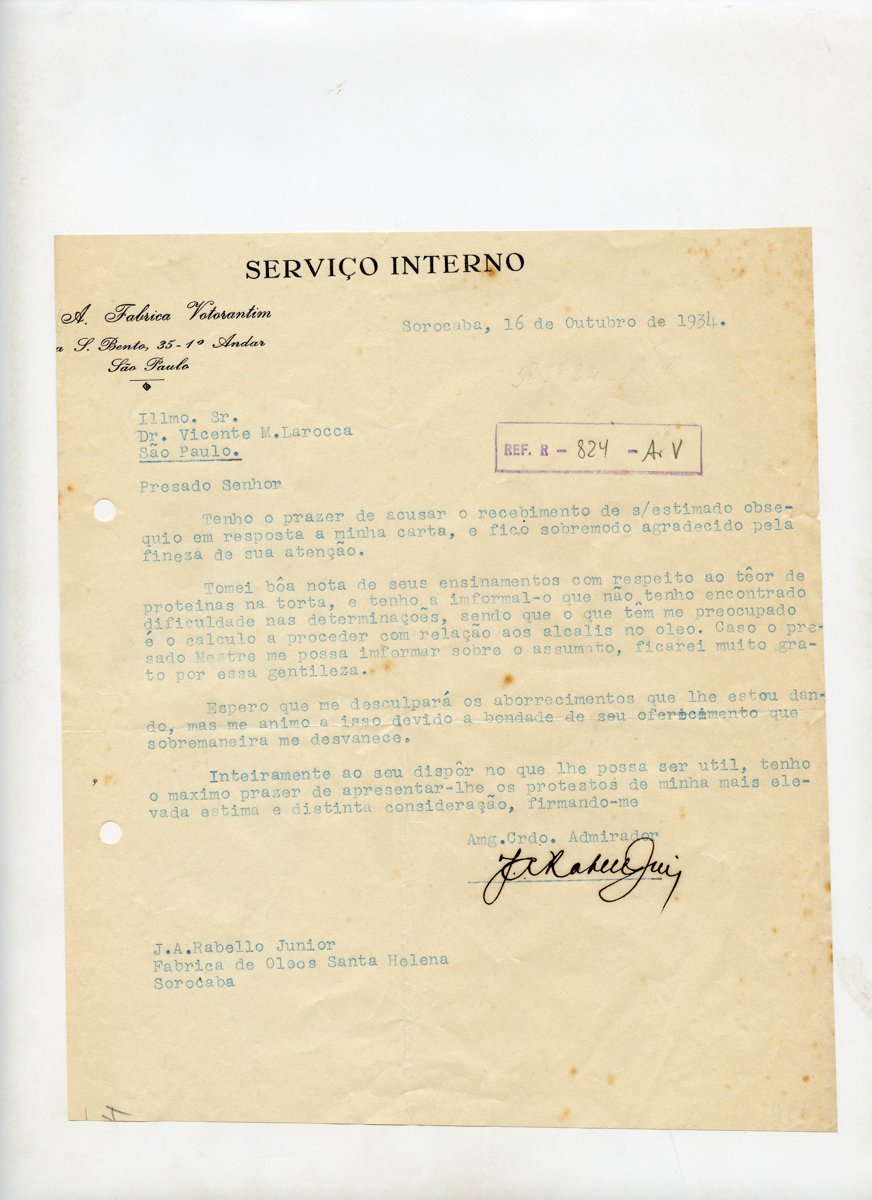 SERVIÇO INTERNO
A. Fabrica Votorantim
a S. Bento, 35-1º Andar
São Paulo
Sorocaba, 16 de Outubro de 1934.
Illmo. Sr.
Dr. Vicente M.Larocca
São Paulo.
REF. R - 824 - Ar V
Presado Senhor
Tenho o prazer de acusar o recebimento de s/estimado obse-
quio em resposta a minha carta, e fico sobremodo agradecido pela
fineza de sua atenção.
Tomei bôa nota de seus ensinamentos com respeito ao têor de
proteinas na torta, e tenho a imformal-o que não tenho encontrado
dificuldade nas determinações, sendo que o que têm me preocupado
é o calculo a proceder com relação aos alcalis no oleo. Caso o pre-
sado Mestre me possa imformar sobre o assumoto, ficarei muito gra-
to por essa gentileza.
Espero que me desculpará os aborrecimentos que lhe estou dan-
do, mas me animo a isso devido a bondade de seu oferecimento que
sobremaneira me desvanece.
Inteiramente ao seu dispôr no que lhe possa ser util, tenho
o maximo prazer de apresentar-lhe os protestos de minha mais ele-
vada estima e distinta consideração, firmando-me
Amg.Crdo. Admirador
J.A.Rabello Junior
Fabrica de Oleos Santa Helena
Sorocaba